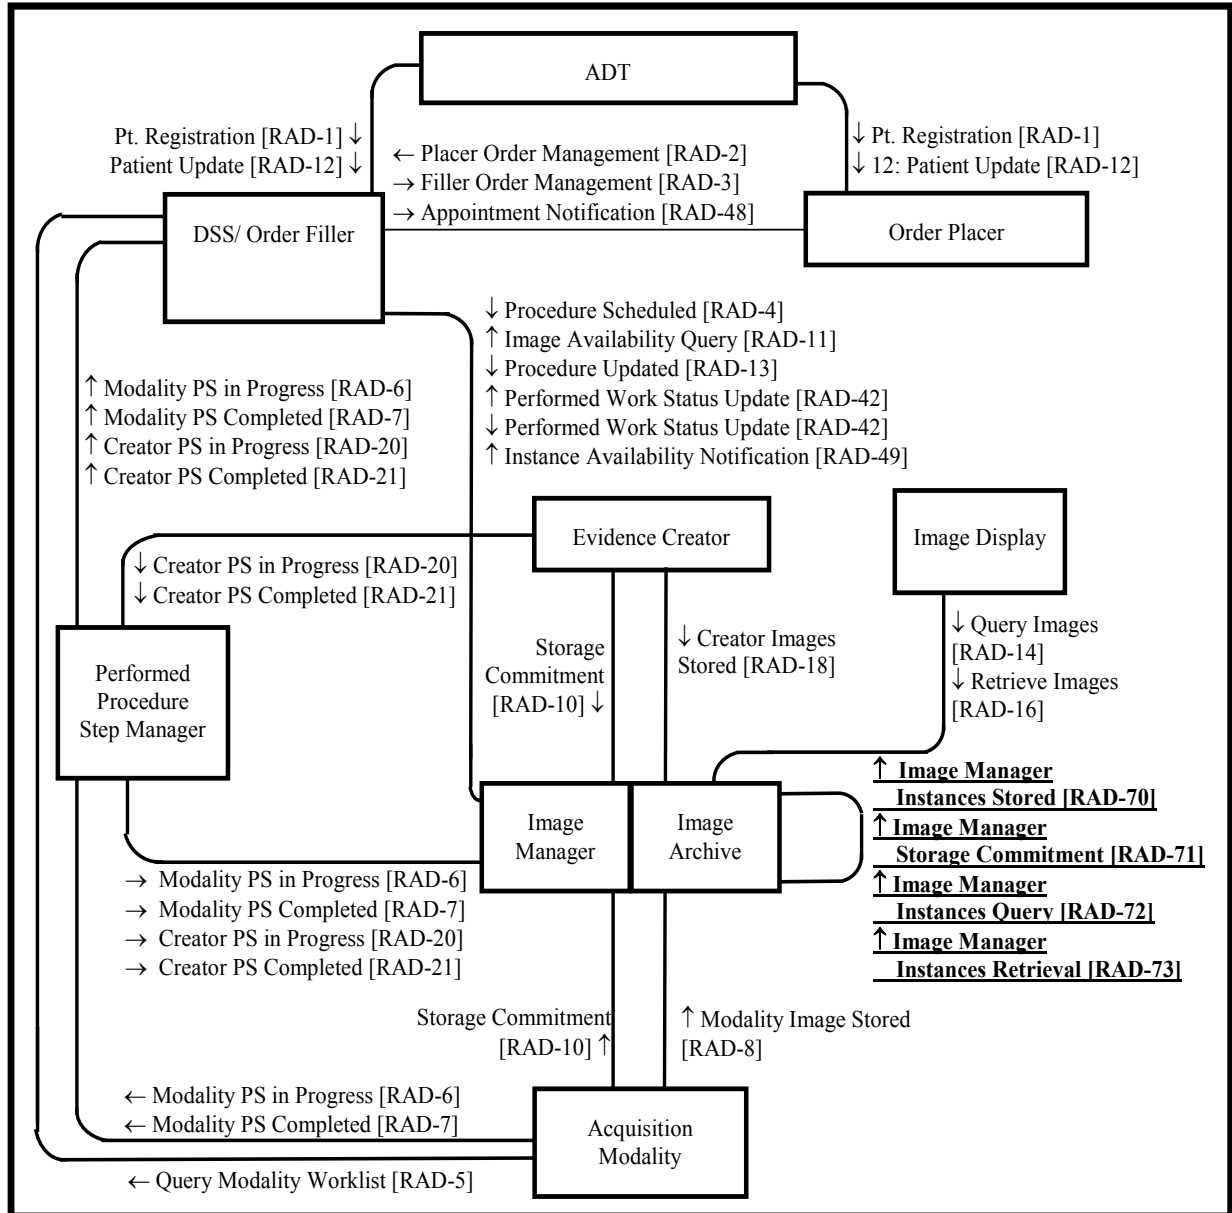 ADT
Pt. Registration [RAD-1] ↓
Patient Update [RAD-12] ↓
← Placer Order Management [RAD-2]
→ Filler Order Management [RAD-3]
→ Appointment Notification [RAD-48]
↓ Pt. Registration [RAD-1]
↓ 12: Patient Update [RAD-12]
DSS/ Order Filler
Order Placer
↓ Procedure Scheduled [RAD-4]
↑ Image Availability Query [RAD-11]
↓ Procedure Updated [RAD-13]
↑ Performed Work Status Update [RAD-42]
↓ Performed Work Status Update [RAD-42]
↑ Instance Availability Notification [RAD-49]
↑ Modality PS in Progress [RAD-6]
↑ Modality PS Completed [RAD-7]
↑ Creator PS in Progress [RAD-20]
↑ Creator PS Completed [RAD-21]
Evidence Creator
Image Display
↓ Creator PS in Progress [RAD-20]
↓ Creator PS Completed [RAD-21]
Storage
Commitment
[RAD-10] ↓
↓ Creator Images
Stored [RAD-18]
↓ Query Images
[RAD-14]
↓ Retrieve Images
[RAD-16]
Performed
Procedure
Step Manager
Image
Manager
Image
Archive
↑ Image Manager
Instances Stored [RAD-70]
↑ Image Manager
Storage Commitment [RAD-71]
↑ Image Manager
Instances Query [RAD-72]
↑ Image Manager
Instances Retrieval [RAD-73]
→ Modality PS in Progress [RAD-6]
→ Modality PS Completed [RAD-7]
→ Creator PS in Progress [RAD-20]
→ Creator PS Completed [RAD-21]
Storage Commitment
[RAD-10] ↑
↑ Modality Image Stored
[RAD-8]
← Modality PS in Progress [RAD-6]
← Modality PS Completed [RAD-7]
Acquisition
Modality
← Query Modality Worklist [RAD-5]